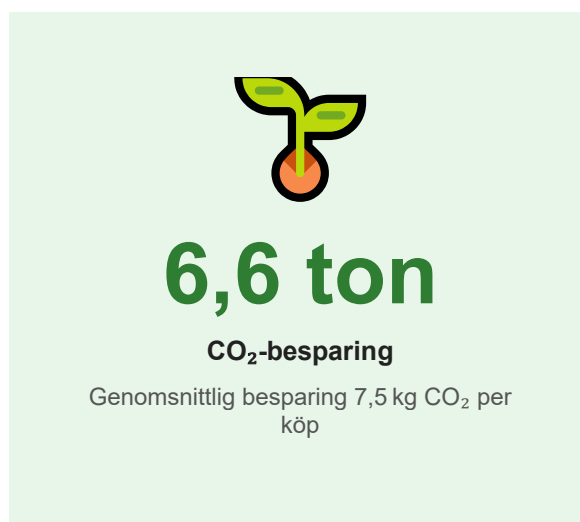 6,6 ton
CO₂-besparing
Genomsnittlig besparing 7,5 kg CO₂ per
köp